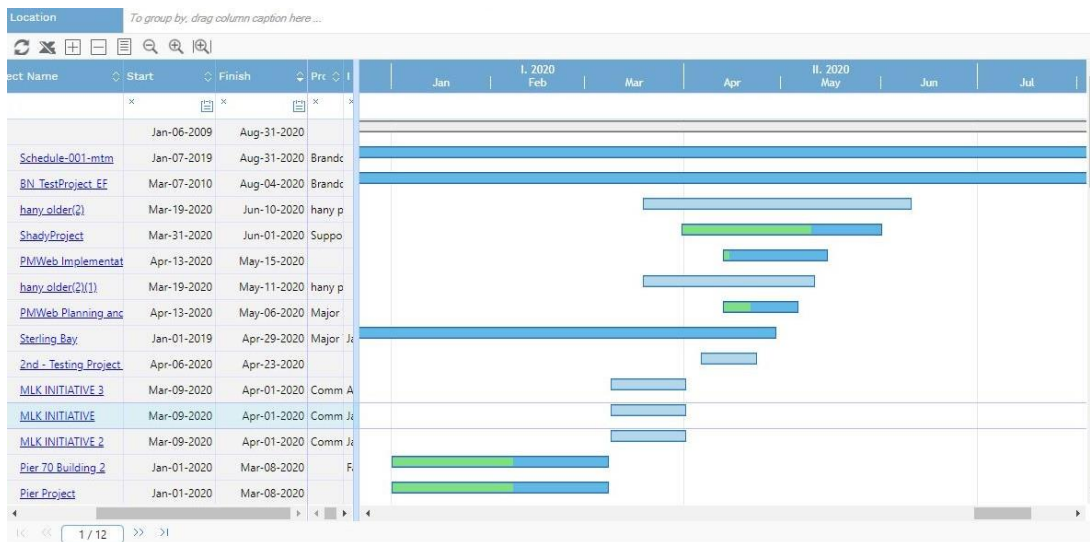 Location To group by, drag column caption here ...
I. 2020 II. 2020
ect Name Start Finish Prc I Jan Feb Mar Apr May Jun Jul
Jan-06-2009 Aug-31-2020
Schedule-001-mtm Jan-07-2019 Aug-31-2020 Brandc
BN_TestProject_EF Mar-07-2010 Aug-04-2020 Brandc
hany older(2) Mar-19-2020 Jun-10-2020 hany p
ShadyProject Mar-31-2020 Jun-01-2020 Suppo
PMWeb Implementat Apr-13-2020 May-15-2020
hany older(2)(1) Mar-19-2020 May-11-2020 hany p
PMWeb Planning and Apr-13-2020 May-06-2020 Major
Sterling Bay Jan-01-2019 Apr-29-2020 Major Ja
2nd - Testing Project Apr-06-2020 Apr-23-2020
MLK INITIATIVE 3 Mar-09-2020 Apr-01-2020 Comm A
MLK INITIATIVE Mar-09-2020 Apr-01-2020 Comm Ja
MLK INITIATIVE 2 Mar-09-2020 Apr-01-2020 Comm Ja
Pier 70 Building 2 Jan-01-2020 Mar-08-2020 Fa
Pier Project Jan-01-2020 Mar-08-2020
1 / 12